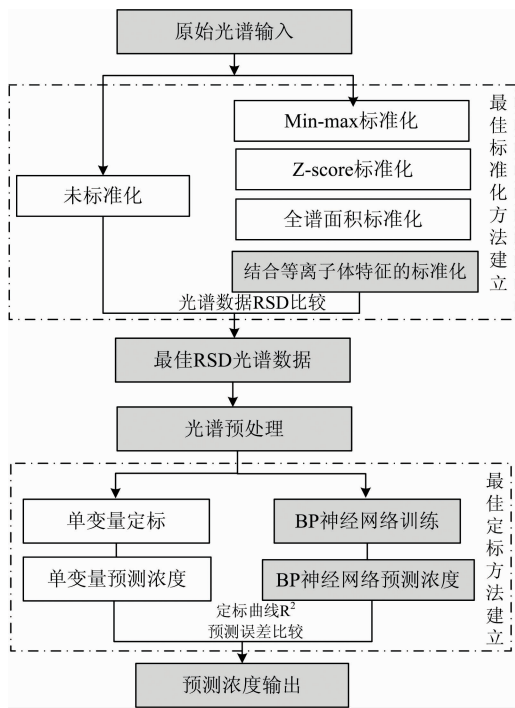 原始光谱输入
未标准化
Min-max标准化
Z-score标准化
全谱面积标准化
结合等离子体特征的标准化
最佳标准化方法建立
光谱数据RSD比较
最佳RSD光谱数据
光谱预处理
单变量定标
BP神经网络训练
单变量预测浓度
BP神经网络预测浓度
最佳定标方法建立
定标曲线R²
预测误差比较
预测浓度输出